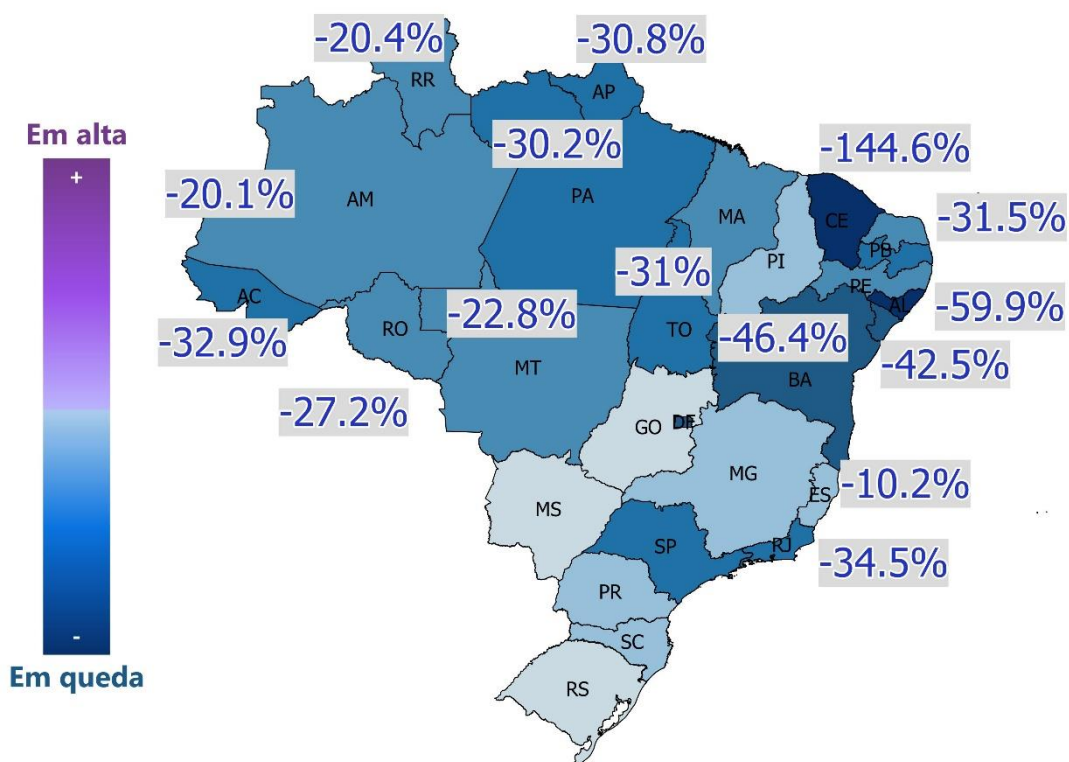 -20.4%
-30.8%
RR
AP
Em alta
+
-30.2%
-144.6%
-20.1%
AM
PA
MA
CE
-31.5%
PB
PI
-31%
PE
AC
AL
-59.9%
-22.8%
RO
TO
-46.4%
-32.9%
-42.5%
MT
BA
-27.2%
GO
DF
MG
-10.2%
ES
MS
SP
RJ
-34.5%
PR
-
SC
Em queda
RS